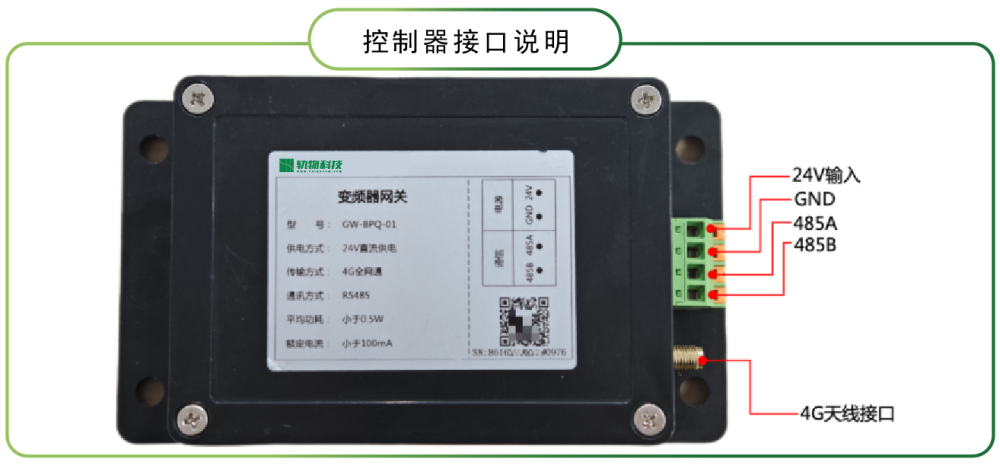 控制器接口说明
轨物科技
变频器网关
型 号: GW-BPQ-01
供电方式: 24V直流供电
传输方式: 4G全网通
通讯方式: RS485
平均功耗: 小于0.5W
额定电流: 小于100mA
电源
24V
GND
通信
485A
485B
24V输入
GND
485A
485B
4G天线接口